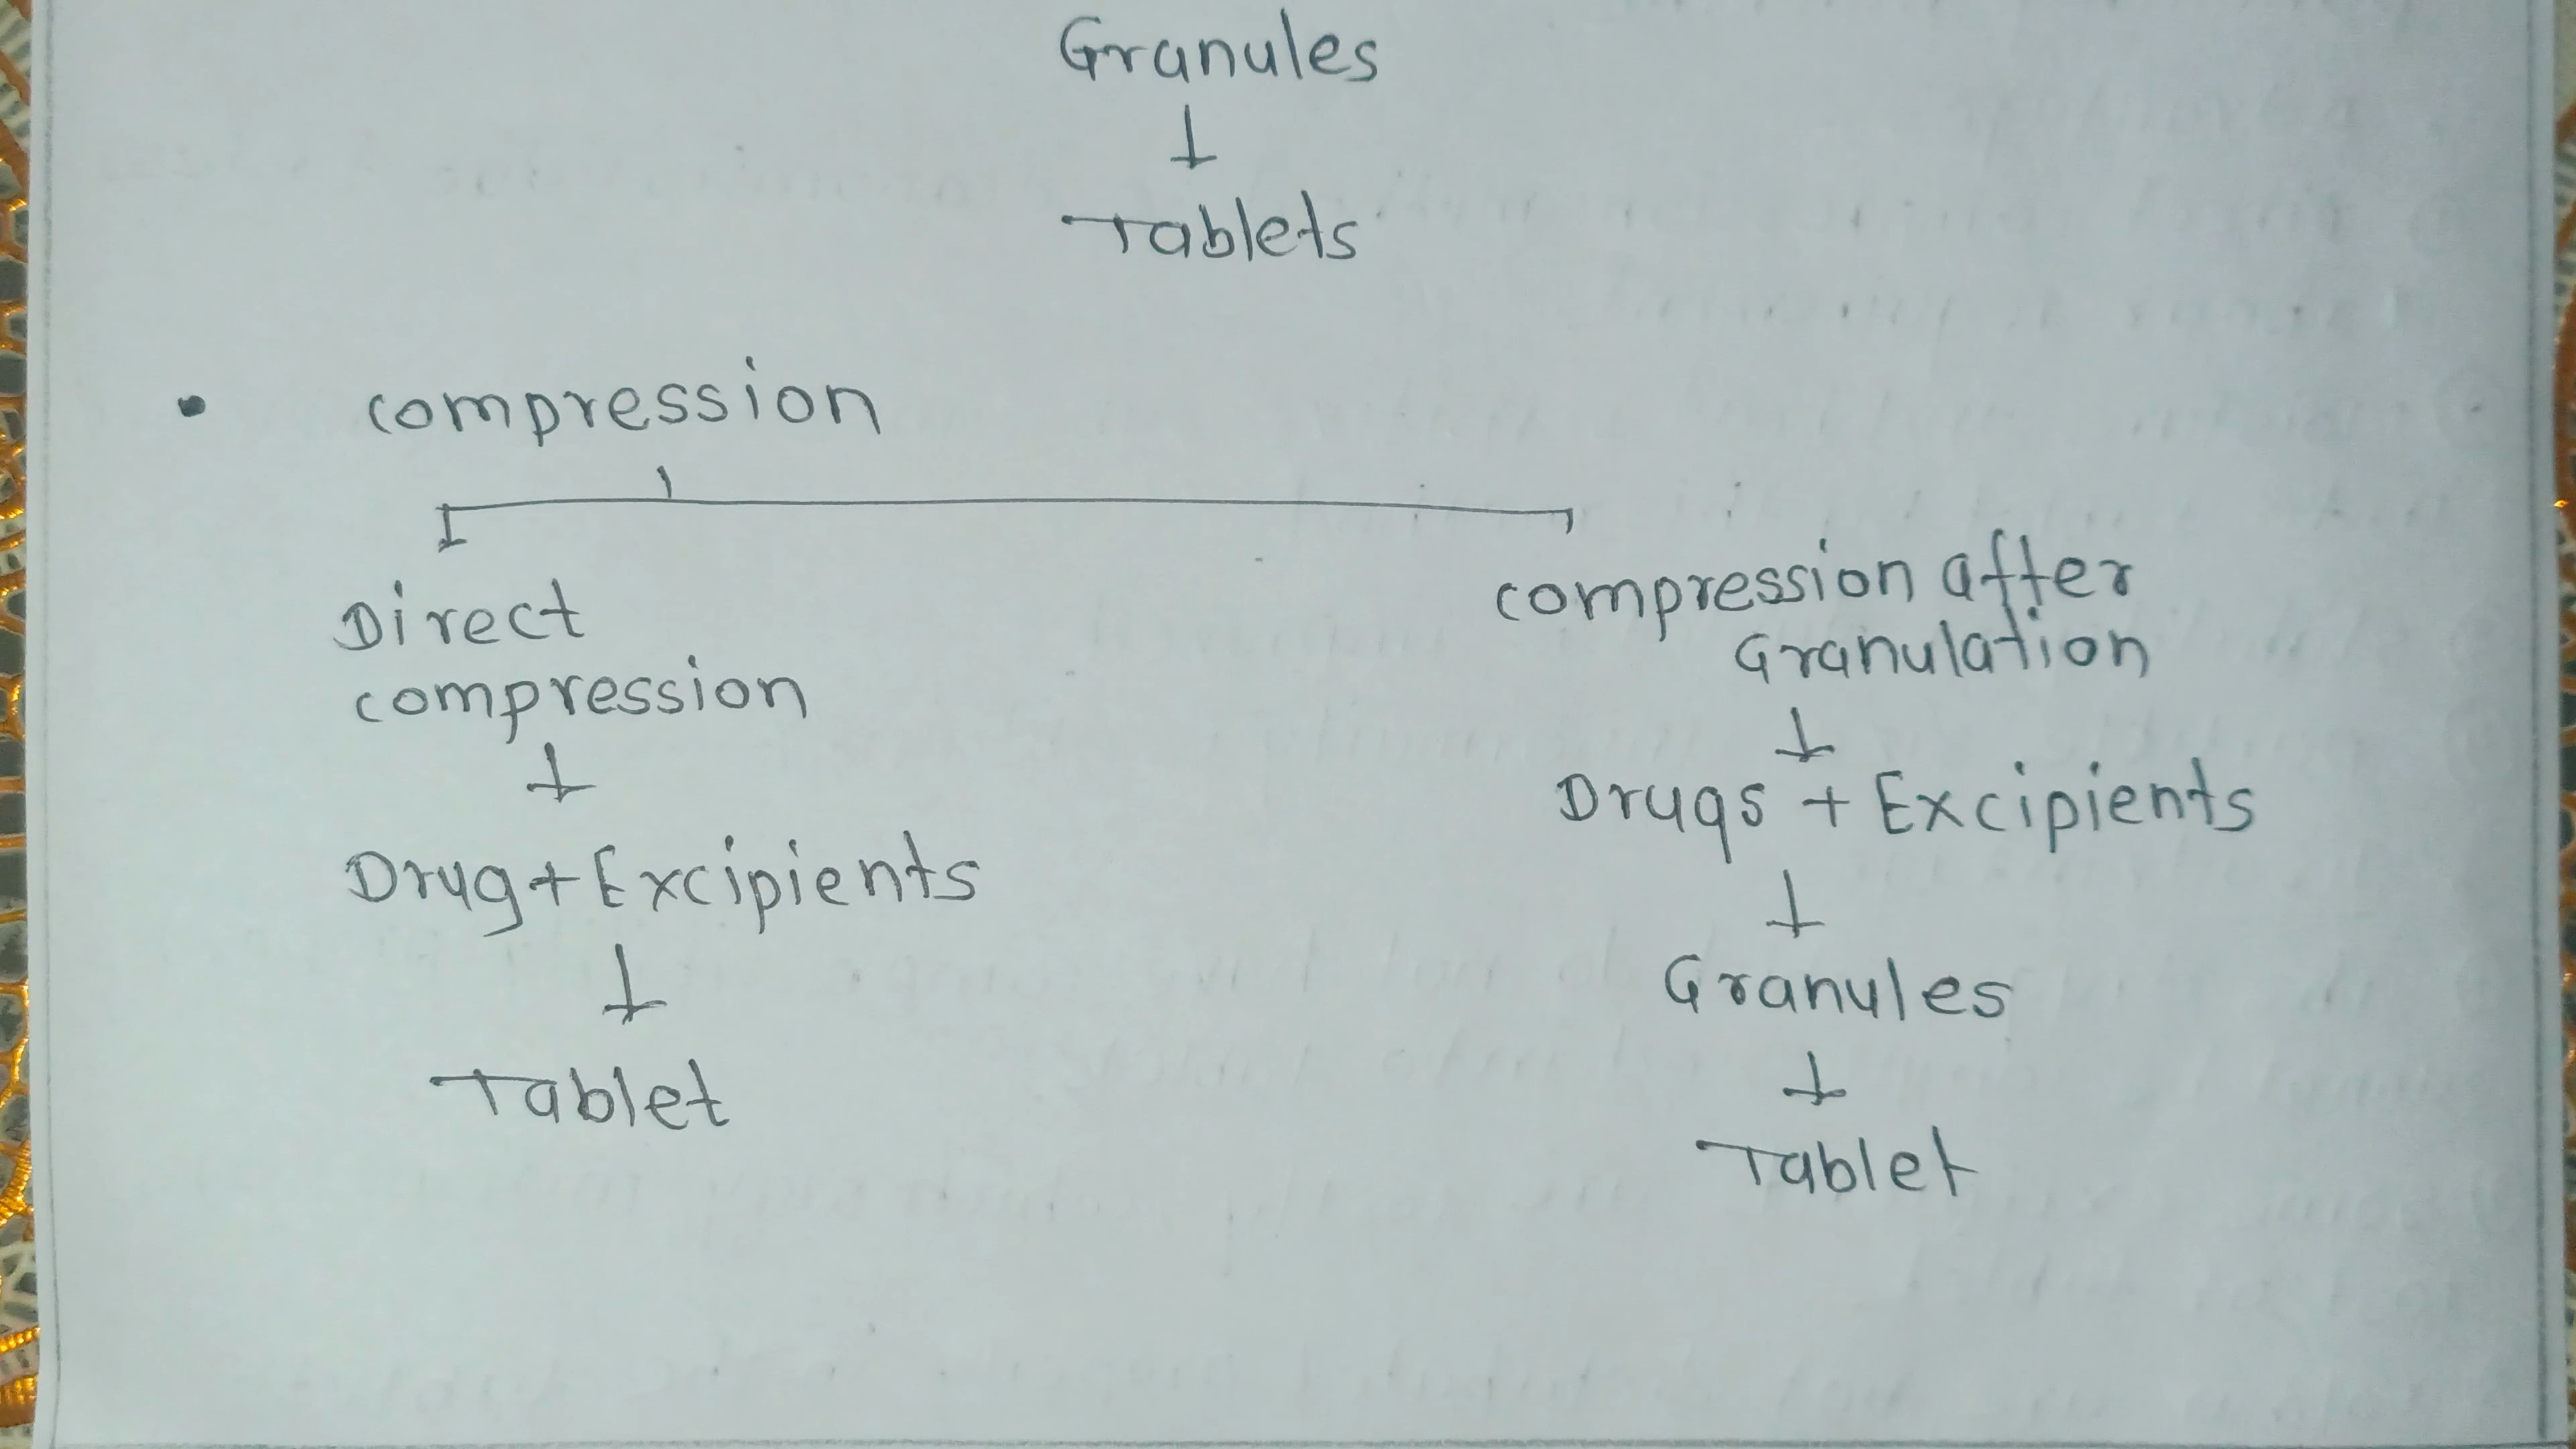 Granules
Tablets
• compression
Direct
compression
Drug + Excipients
Tablet
compression after
Granulation
Drugs + Excipients
Granules
Tablet